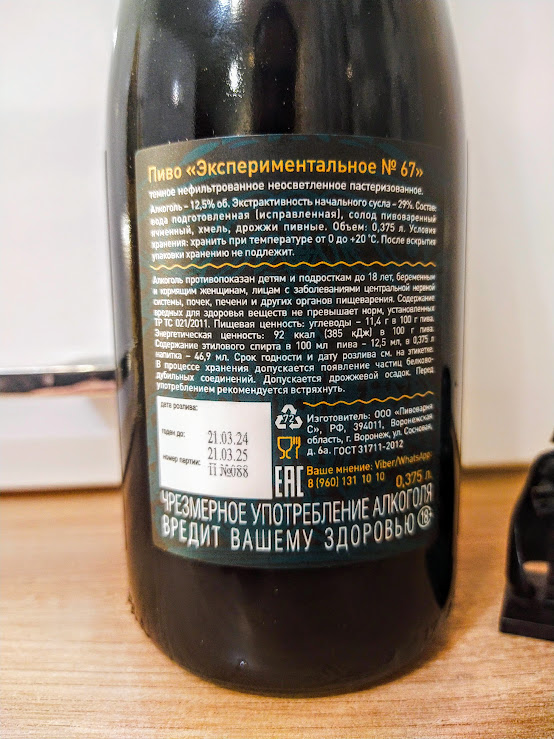 Пиво «Экспериментальное № 67»
темное нефильтрованное неосветленное пастеризованное.
Алкоголь – 12,5% об. Экстрактивность начального сусла – 29%. Состав:
вода подготовленная (исправленная), солод пивоваренный
ячменный, хмель, дрожжи пивные. Объем: 0,375 л. Условия
хранения: хранить при температуре от 0 до +20 °С. После вскрытия
упаковки хранению не подлежит.
Алкоголь противопоказан детям и подросткам до 18 лет, беременным
и кормящим женщинам, лицам с заболеваниями центральной нервной
системы, почек, печени и других органов пищеварения. Содержание
вредных для здоровья веществ не превышает норм, установленных
ТР ТС 021/2011. Пищевая ценность: углеводы – 11,4 г в 100 г пива.
Энергетическая ценность: 92 ккал (385 кДж) в 100 г пива.
Содержание этилового спирта в 100 мл пива – 12,5 мл, в 0,375 л
напитка – 46,9 мл. Срок годности и дату розлива см. на этикетке.
В процессе хранения допускается появление частиц белково-
дубильных соединений. Допускается дрожжевой осадок. Перед
употреблением рекомендуется встряхнуть.
дата розлива:
21.03.24
годен до:
21.03.25
номер партии:
П №088
72
Изготовитель: ООО «Пивоварня
С», РФ, 394011, Воронежская
область, г. Воронеж, ул. Сосновая,
д. 6а. ГОСТ 31711-2012
EAC
Ваше мнение: Viber/WhatsApp:
8 (960) 131 10 10
0,375 л.
ЧРЕЗМЕРНОЕ УПОТРЕБЛЕНИЕ АЛКОГОЛЯ
ВРЕДИТ ВАШЕМУ ЗДОРОВЬЮ 18+